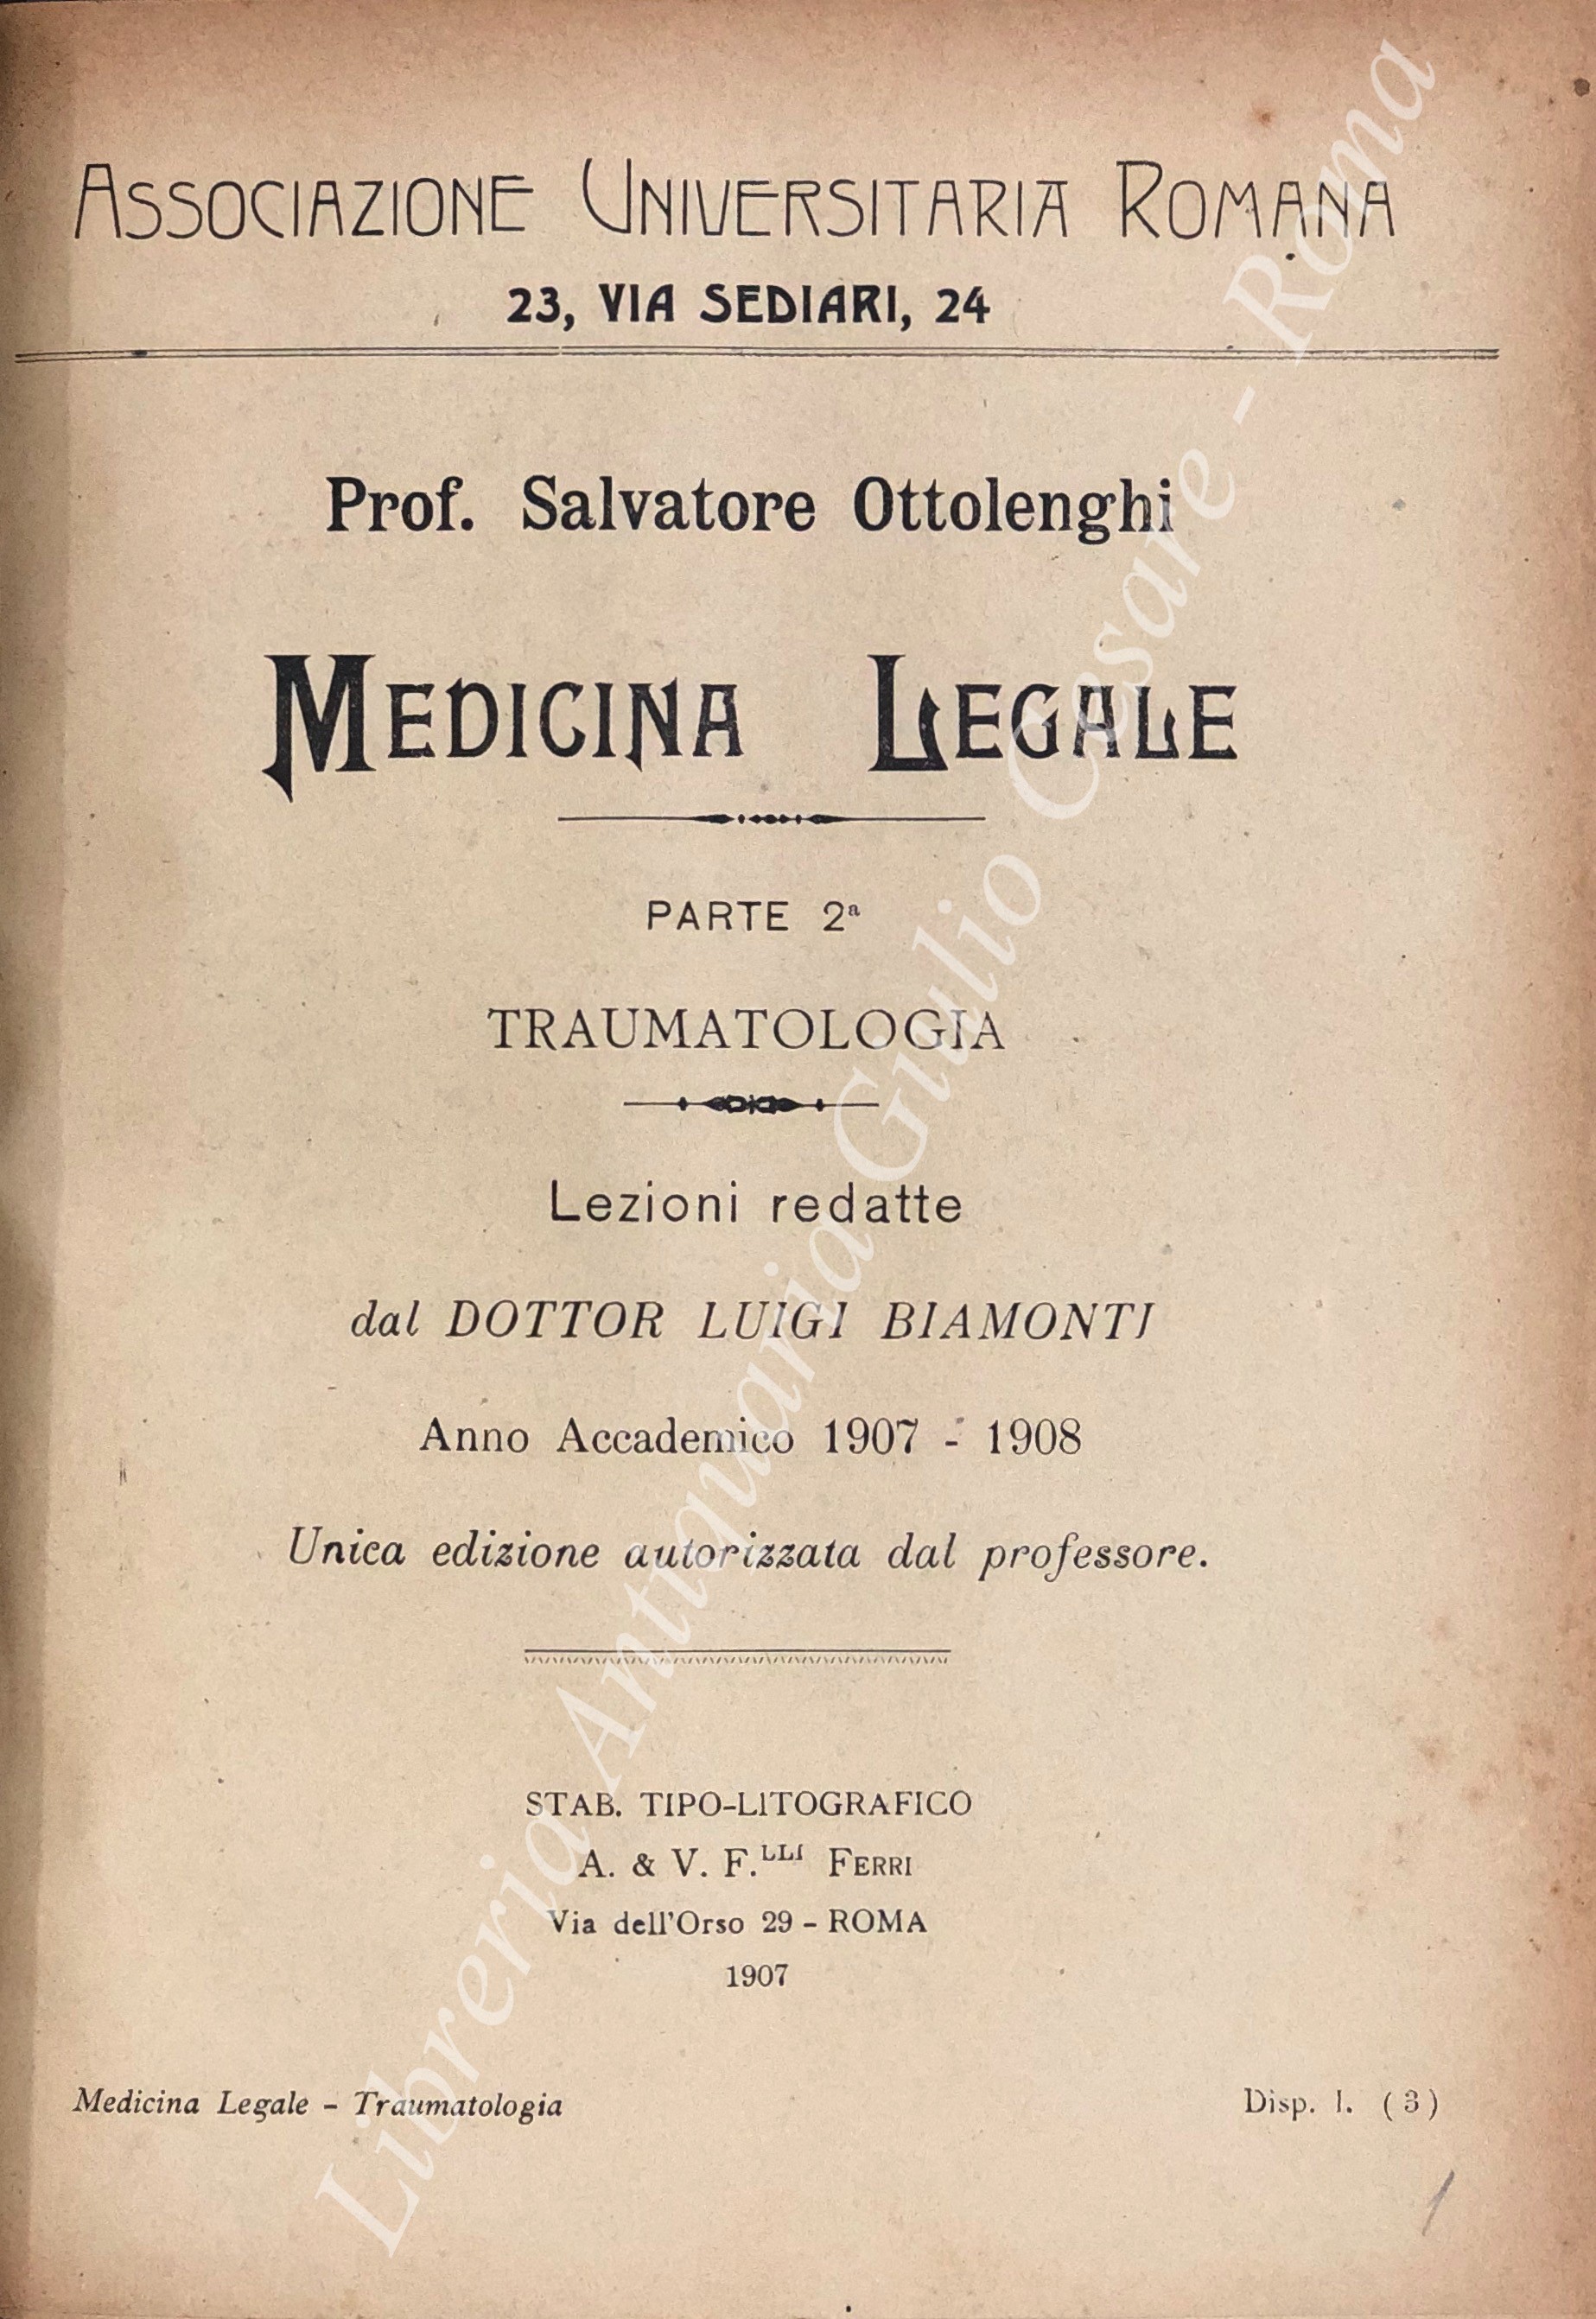 ASSOCIAZIONE UNIVERSITARIA ROMANA
23, VIA SEDIARI, 24
Prof. Salvatore Ottolenghi
MEDICINA LEGALE
PARTE 2ª
TRAUMATOLOGIA
Lezioni redatte
dal DOTTOR LUIGI BIAMONTI
Anno Accademico 1907 - 1908
Unica edizione autorizzata dal professore.
STAB. TIPO-LITOGRAFICO
A. & V. F.LLI FERRI
Via dell'Orso 29 - ROMA
1907
Medicina Legale - Traumatologia Disp. 1. (3)
1
Libreria Antiquaria Giulio Cesare - Roma